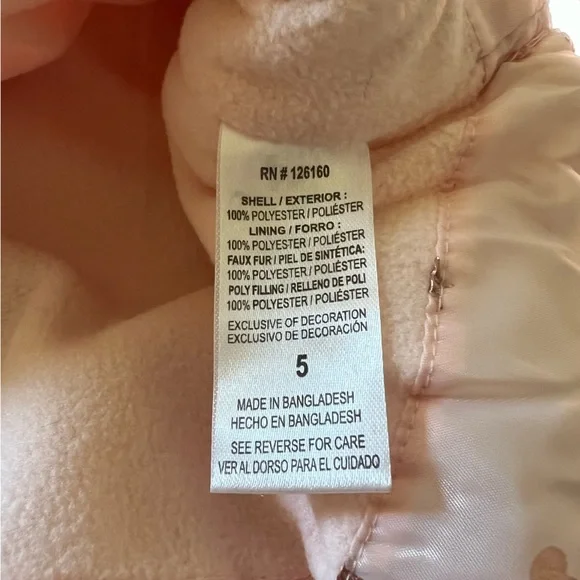 RN # 126160
SHELL / EXTERIOR :
100% POLYESTER / POLIÉSTER
LINING / FORRO :
100% POLYESTER / POLIÉSTER
FAUX FUR / PIEL DE SINTÉTICA:
100% POLYESTER / POLIÉSTER
POLY FILLING / RELLENO DE POLI
100% POLYESTER / POLIÉSTER
EXCLUSIVE OF DECORATION
EXCLUSIVO DE DECORACIÓN
5
MADE IN BANGLADESH
HECHO EN BANGLADESH
SEE REVERSE FOR CARE
VER AL DORSO PARA EL CUIDADO